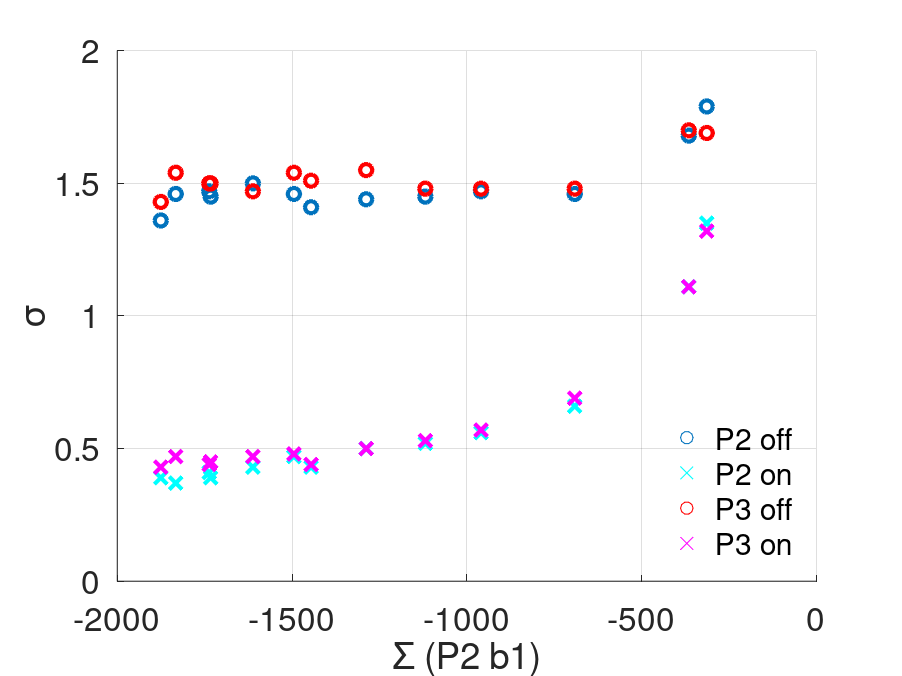 2
1.5
1
0.5
0
σ
-2000
-1500
-1000
-500
0
Σ (P2 b1)
P2 off
P2 on
P3 off
P3 on